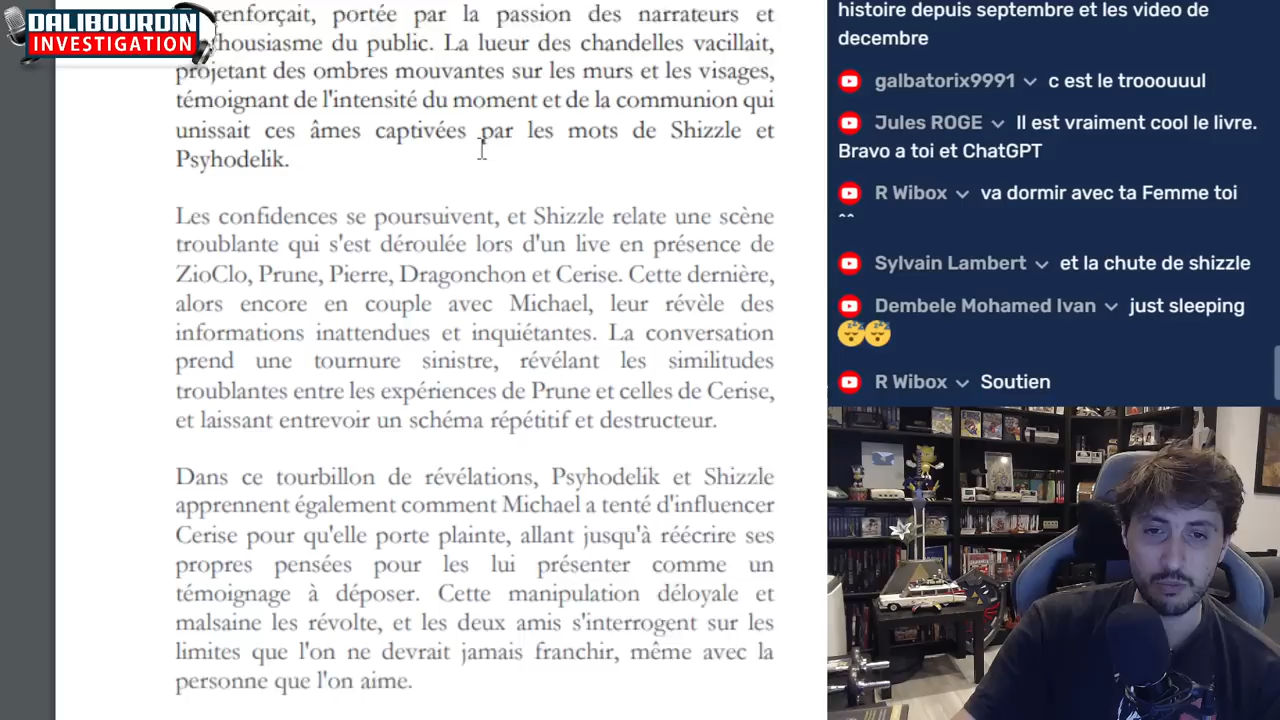 DALIBOURDIN
INVESTIGATION
renforçait, portée par la passion des narrateurs et
du public. La lueur des chandelles vacillait,
projetant des ombres mouvantes sur les murs et les visages,
témoignant de l'intensité du moment et de la communion qui
unissait ces âmes captivées par les mots de Shizzle et
Psyhodelik.
Les confidences se poursuivent, et Shizzle relate une scène
troublante qui s'est déroulée lors d'un live en présence de
ZioClo, Prune, Pierre, Dragonchon et Cerise. Cette dernière,
alors encore en couple avec Michael, leur révèle des
informations inattendues et inquiétantes. La conversation
prend une tournure sinistre, révélant les similitudes
troublantes entre les expériences de Prune et celles de Cerise,
et laissant entrevoir un schéma répétitif et destructeur.
Dans ce tourbillon de révélations, Psyhodelik et Shizzle
apprennent également comment Michael a tenté d'influencer
Cerise pour qu'elle porte plainte, allant jusqu'à réécrire ses
propres pensées pour les lui présenter comme un
témoignage à déposer. Cette manipulation déloyale et
malsaine les révolte, et les deux amis s'interrogent sur les
limites que l'on ne devrait jamais franchir, même avec la
personne que l'on aime.
histoire depuis septembre et les video de
decembre
galbatorix9991 c est le trooouuul
Jules ROGE Il est vraiment cool le livre.
Bravo a toi et ChatGPT
R Wibox va dormir avec ta Femme toi
^^
Sylvain Lambert et la chute de shizzle
Dembele Mohamed Ivan just sleeping
😴😴
R Wibox Soutien